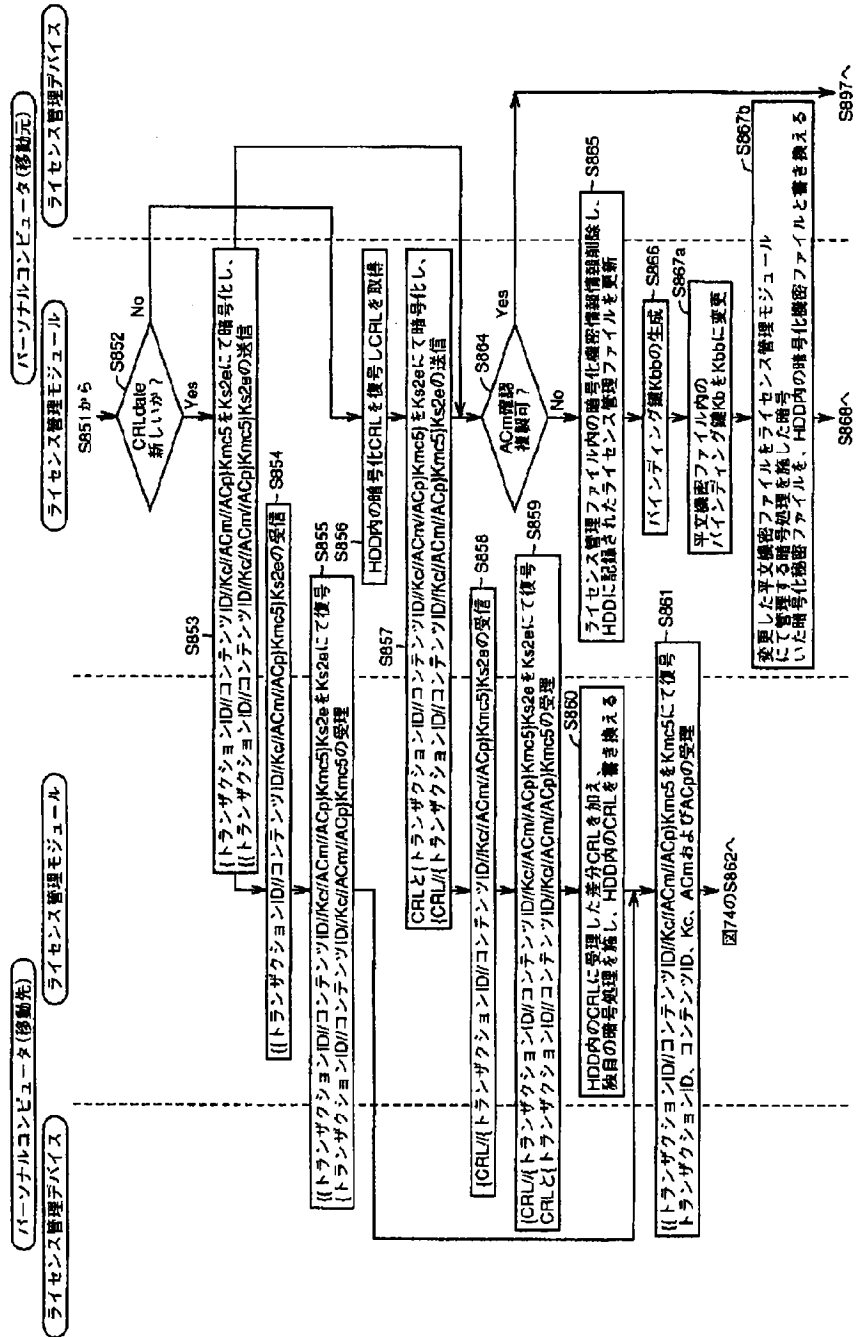 パーソナルコンピュータ(移動先)
パーソナルコンピュータ(移動元)
ライセンス管理デバイス
ライセンス管理モジュール
ライセンス管理モジュール
ライセンス管理デバイス
S851から
S852
CRLdate
新しいか?
No
Yes
S853
{トランザクションID//コンテンツID//Kc//ACm//ACp}Kmc5をKs2eにて暗号化し、
{{トランザクションID//コンテンツID//Kc//ACm//ACp}Kmc5}Ks2eの送信
S854
{{トランザクションID//コンテンツID//Kc//ACm//ACp}Kmc5}Ks2eの受信
S855
{{トランザクションID//コンテンツID//Kc//ACm//ACp}Kmc5}Ks2eをKs2eにて復号
{トランザクションID//コンテンツID//Kc//ACm//ACp}Kmc5の受理
S856
HDD内の暗号化CRLを復号しCRLを取得
S857
CRLと{トランザクションID//コンテンツID//Kc//ACm//ACp}Kmc5}をKs2eにて暗号化し、
{CRL//{トランザクションID//コンテンツID//Kc//ACm//ACp}Kmc5}Ks2eの送信
S858
{CRL//{トランザクションID//コンテンツID//Kc//ACm//ACp}Kmc5}Ks2eの受信
S859
{CRL//{トランザクションID//コンテンツID//Kc//ACm//ACp}Kmc5}Ks2eをKs2eにて復号
CRLと{トランザクションID//コンテンツID//Kc//ACm//ACp}Kmc5の受理
S860
HDD内のCRLに受理した差分CRLを加え、
独自の暗号処理を施し、HDD内のCRLを書き換える
S861
{{トランザクションID//コンテンツID//Kc//ACm//ACp}Kmc5をKmc5にて復号
トランザクションID、コンテンツID、Kc、ACmおよびACpの受理
図74のS862へ
S864
ACm確認
複製可?
Yes
No
S865
ライセンス管理ファイル内の暗号化機密情報情報削除し、
HDDに記録されたライセンス管理ファイルを更新
S866
バインディング鍵Kbbの生成
S867a
平文機密ファイル内の
バインディング鍵KbをKbbに変更
S867b
変更した平文機密ファイルをライセンス管理モジュール
にて管理する暗号処理を施した暗号
いた暗号化秘密ファイルを、HDD内の暗号化機密ファイルと書き換える
S868へ
S897へ